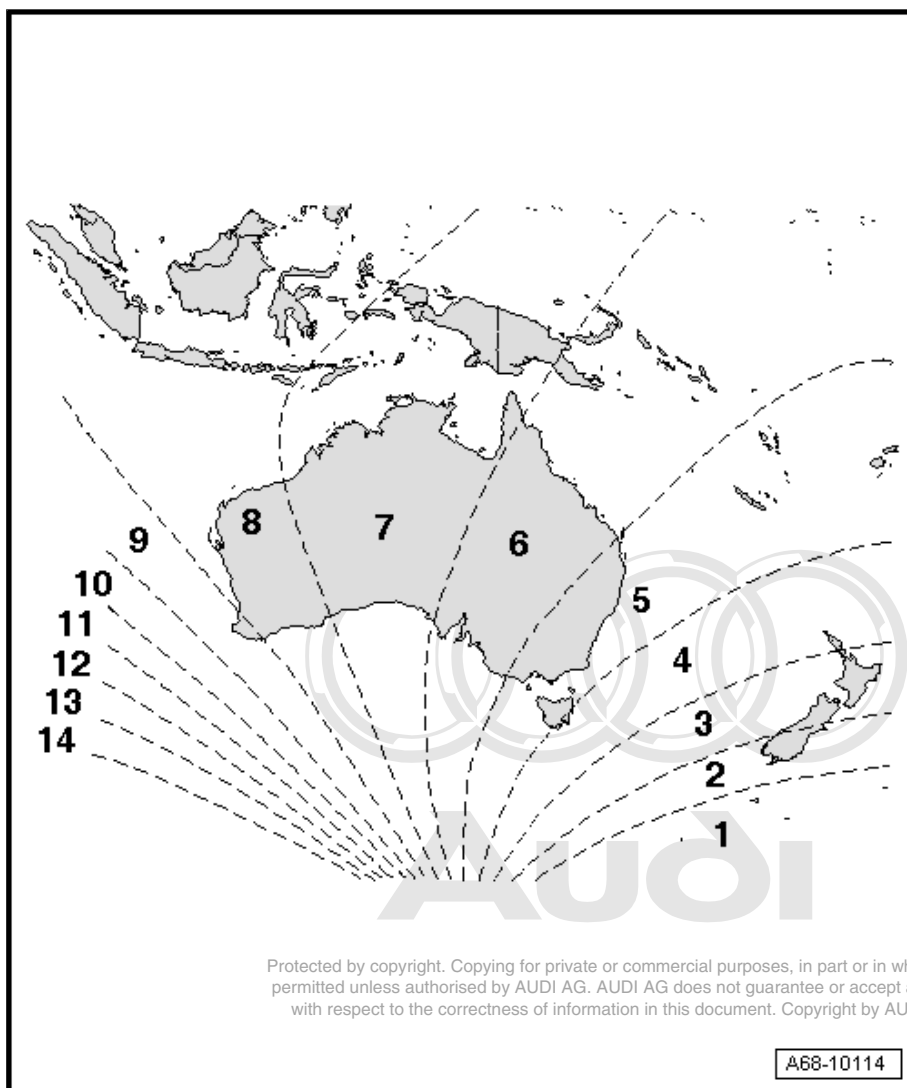 8
7
6
9
10
5
11
4
12
13
3
14
2
1
Audi
Protected by copyright. Copying for private or commercial purposes, in part or in
permitted unless authorised by AUDI AG. AUDI AG does not guarantee or accept
with respect to the correctness of information in this document. Copyright by
A68-10114